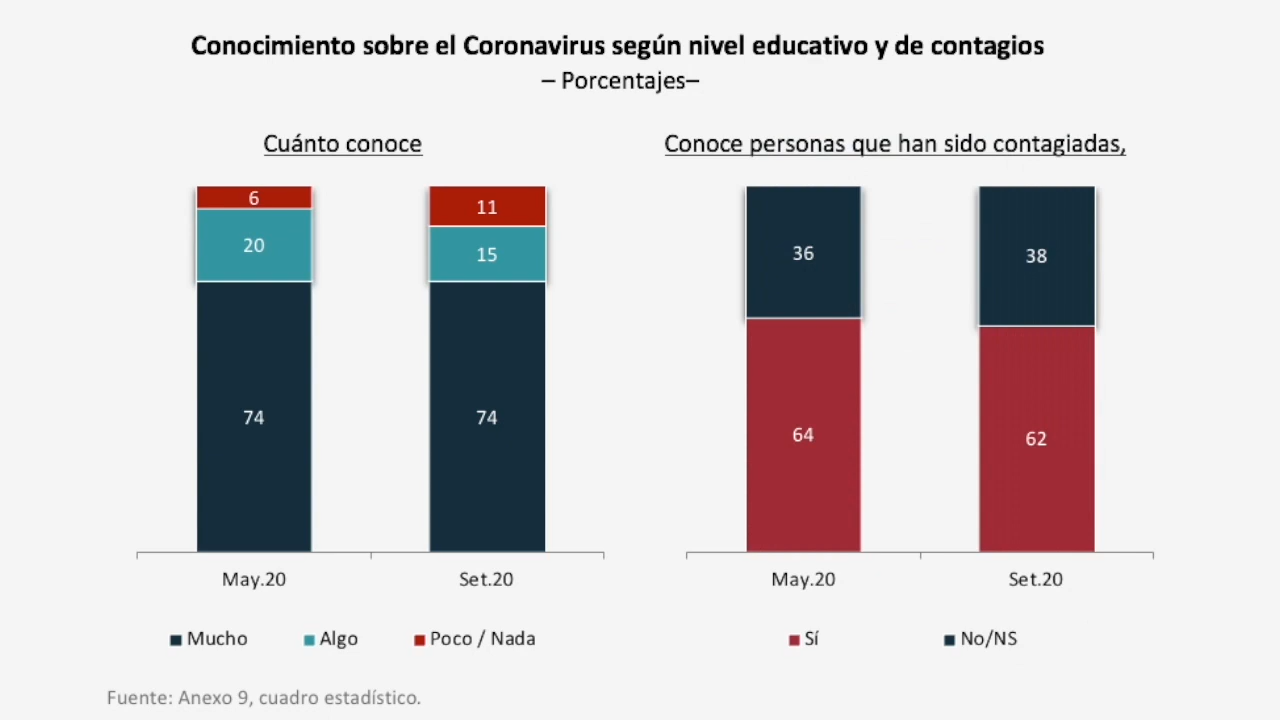 Conocimiento sobre el Coronavirus según nivel educativo y de contagios
– Porcentajes–
Cuánto conoce
6
11
20
15
74
74
May.20
Set.20
Mucho
Algo
Poco / Nada
Conoce personas que han sido contagiadas,
36
38
64
62
May.20
Set.20
Sí
No/NS
Fuente: Anexo 9, cuadro estadístico.